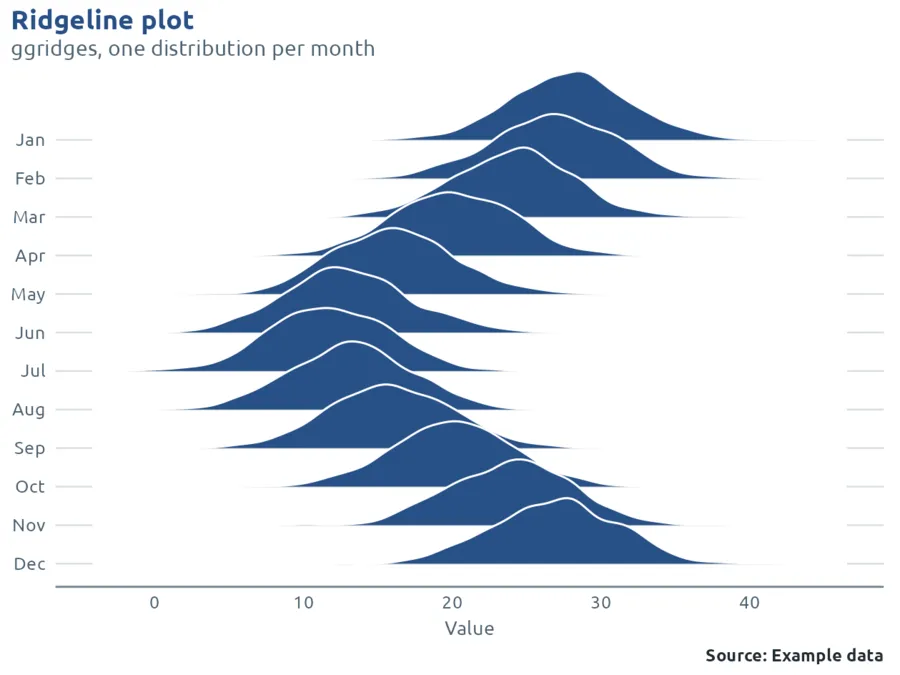 Ridgeline plot
ggridges, one distribution per month
Jan
Feb
Mar
Apr
May
Jun
Jul
Aug
Sep
Oct
Nov
Dec
0 10 20 30 40
Value
Source: Example data